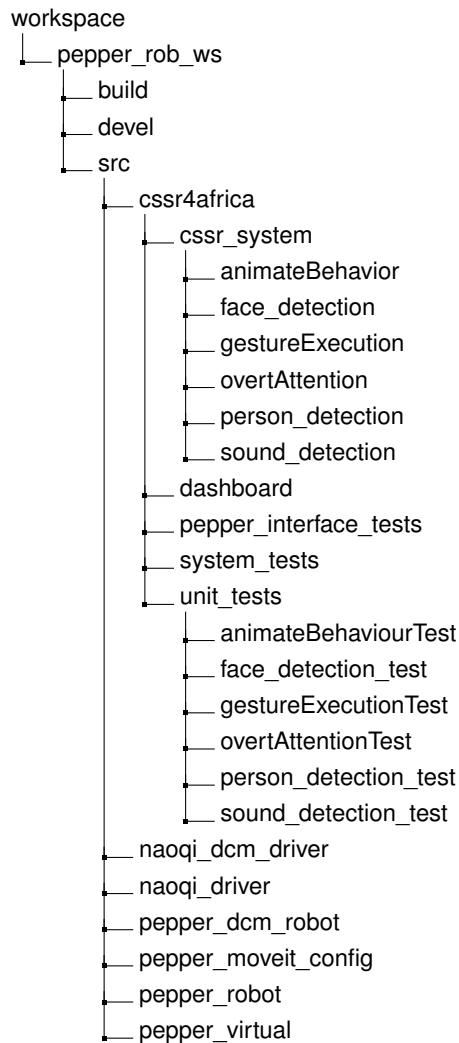 workspace
pepper_rob_ws
build
devel
src
cssr4africa
cssr_system
animateBehavior
face_detection
gestureExecution
overtAttention
person_detection
sound_detection
dashboard
pepper_interface_tests
system_tests
unit_tests
animateBehaviourTest
face_detection_test
gestureExecutionTest
overtAttentionTest
person_detection_test
sound_detection_test
naoqi_dcm_driver
naoqi_driver
pepper_dcm_robot
pepper_moveit_config
pepper_robot
pepper_virtual